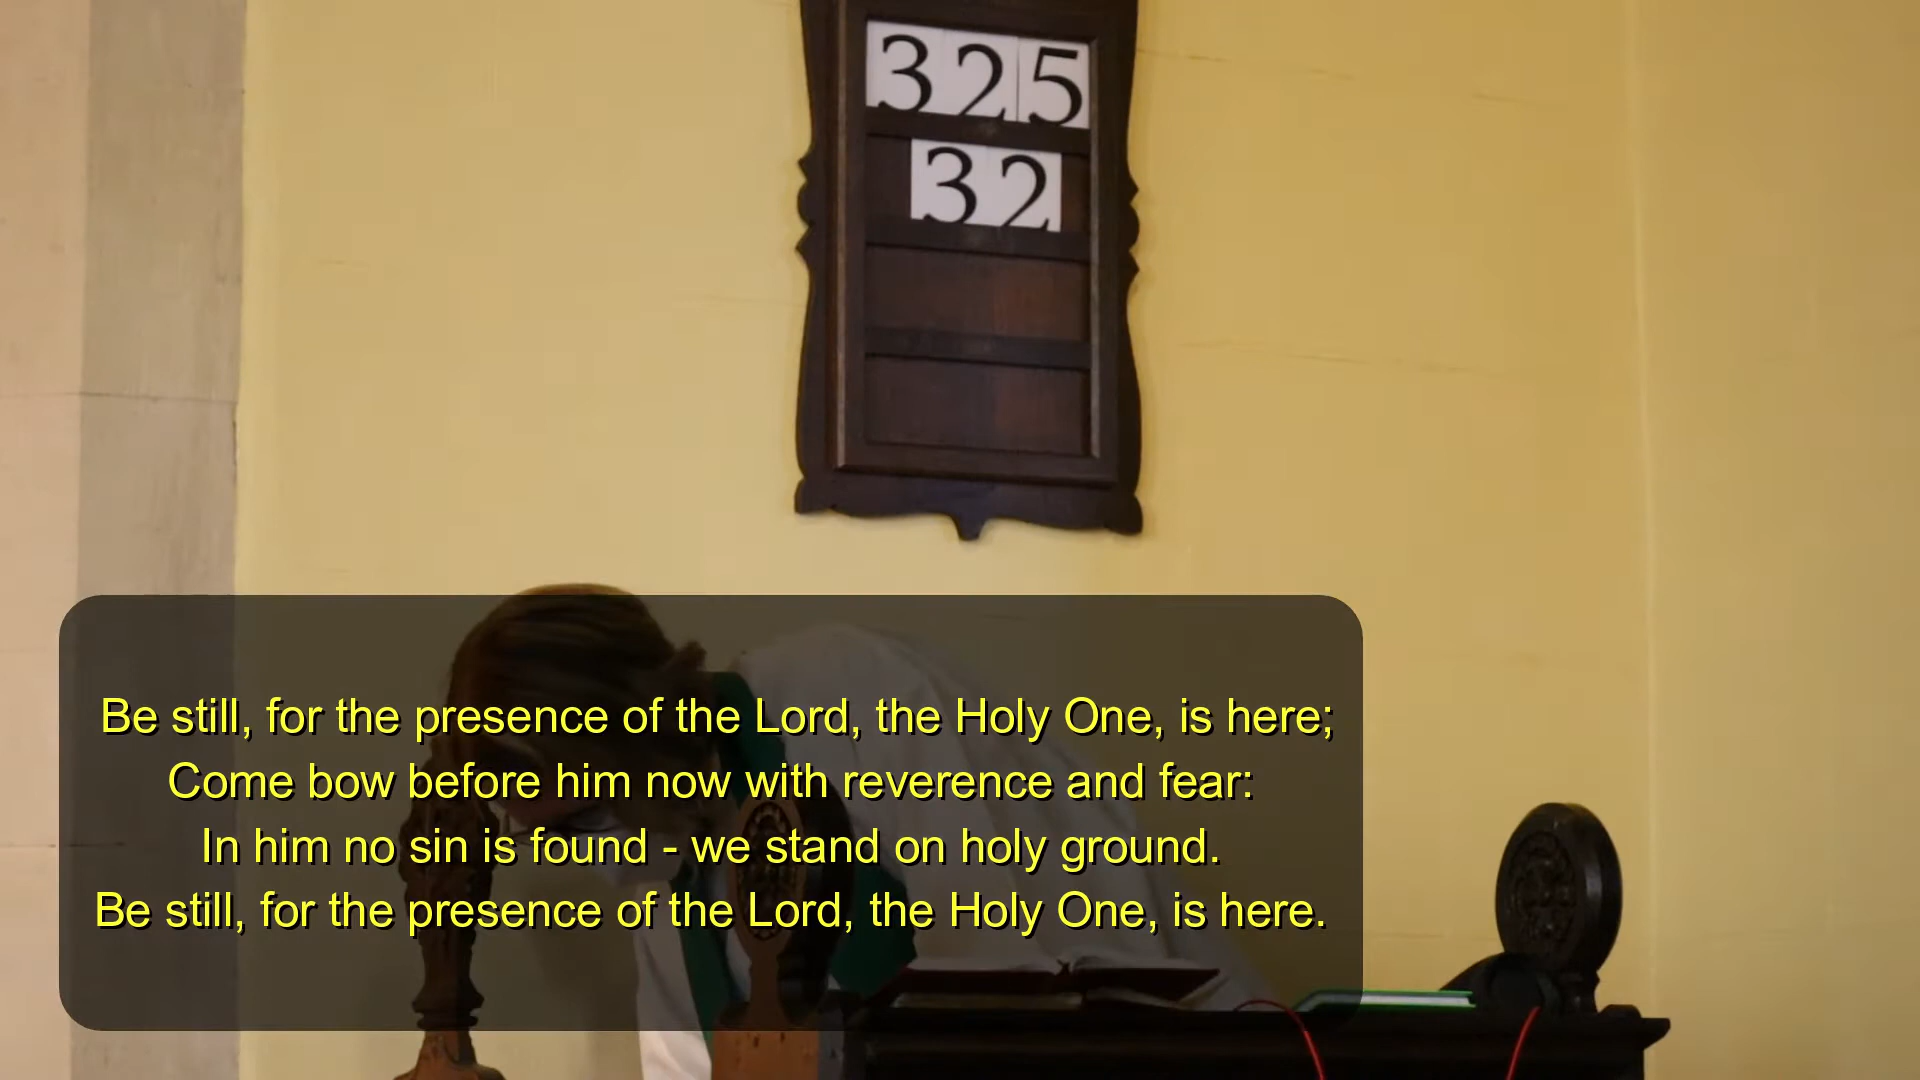 325
32
Be still, for the presence of the Lord, the Holy One, is here;
Come bow before him now with reverence and fear:
In him no sin is found - we stand on holy ground.
Be still, for the presence of the Lord, the Holy One, is here.